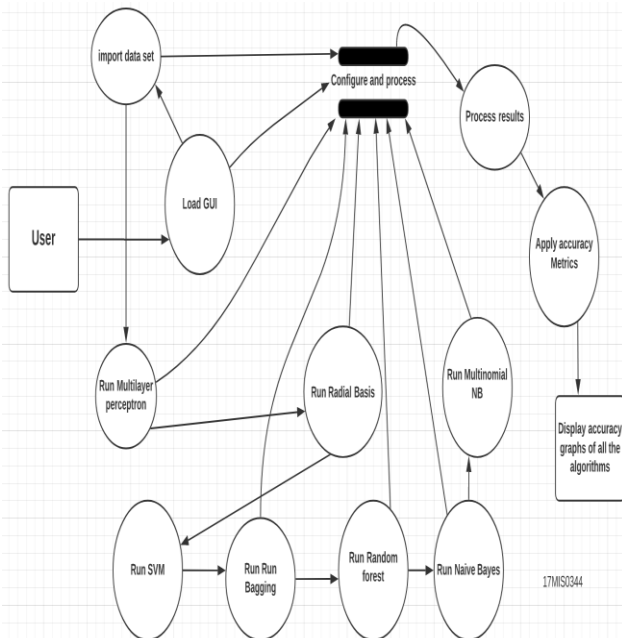 import data set
Configure and process
Process results
Load GUI
User
Apply accuracy
Metrics
Run Multilayer
perceptron
Run Radial Basis
Run Multinomial
NB
Display accuracy
graphs of all the
algorithms
Run SVM
Run Run
Bagging
Run Random
forest
Run Naive Bayes
17MIS0344